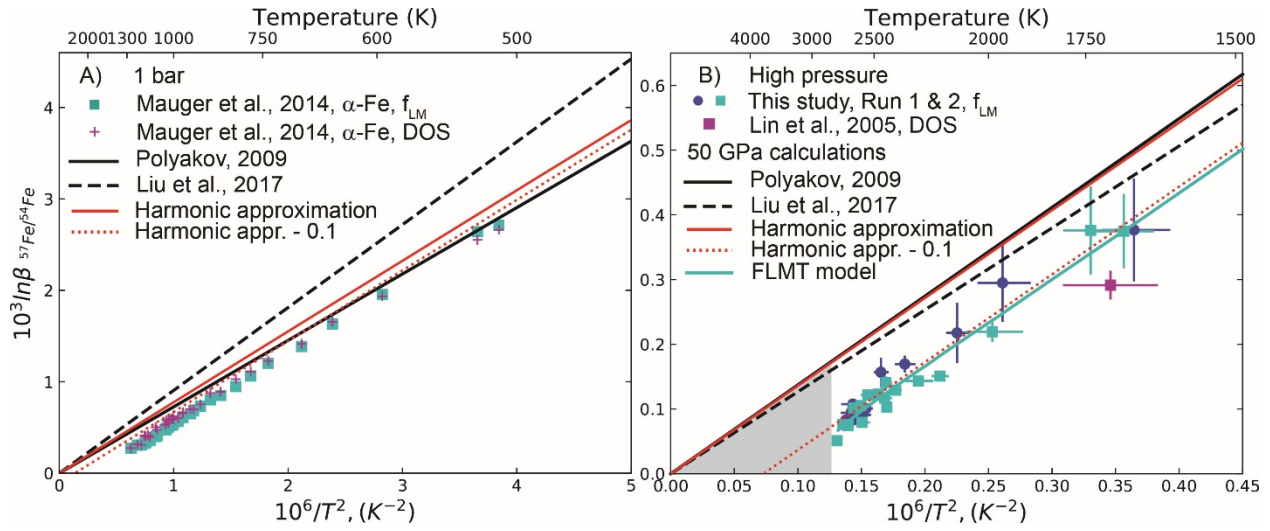 Temperature (K)
2000 1300 1000 750 600 500
A) 1 bar
Mauger et al., 2014, α-Fe, f_LM
Mauger et al., 2014, α-Fe, DOS
Polyakov, 2009
Liu et al., 2017
Harmonic approximation
Harmonic appr. - 0.1
4
3
2
1
0
10³lnβ ⁵⁷Fe/⁵⁴Fe
0 1 2 3 4 5
10⁶/T², (K⁻²)
Temperature (K)
4000 3000 2500 2000 1750 1500
B) High pressure
This study, Run 1 & 2, f_LM
Lin et al., 2005, DOS
50 GPa calculations
Polyakov, 2009
Liu et al., 2017
Harmonic approximation
Harmonic appr. - 0.1
FLMT model
0.6
0.5
0.4
0.3
0.2
0.1
0.0
0.00 0.05 0.10 0.15 0.20 0.25 0.30 0.35 0.40 0.45
10⁶/T², (K⁻²)